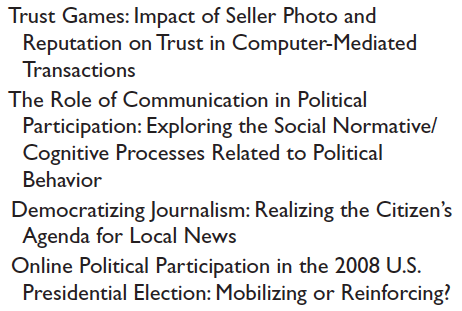 Trust Games: Impact of Seller Photo and
Reputation on Trust in Computer-Mediated
Transactions
The Role of Communication in Political
Participation: Exploring the Social Normative/
Cognitive Processes Related to Political
Behavior
Democratizing Journalism: Realizing the Citizen’s
Agenda for Local News
Online Political Participation in the 2008 U.S.
Presidential Election: Mobilizing or Reinforcing?